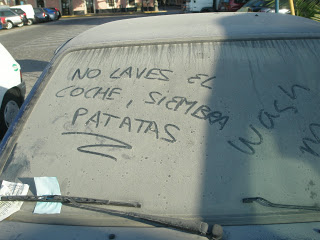 NO LAVES EL
COCHE, SIEMBRA
PATATAS
wash